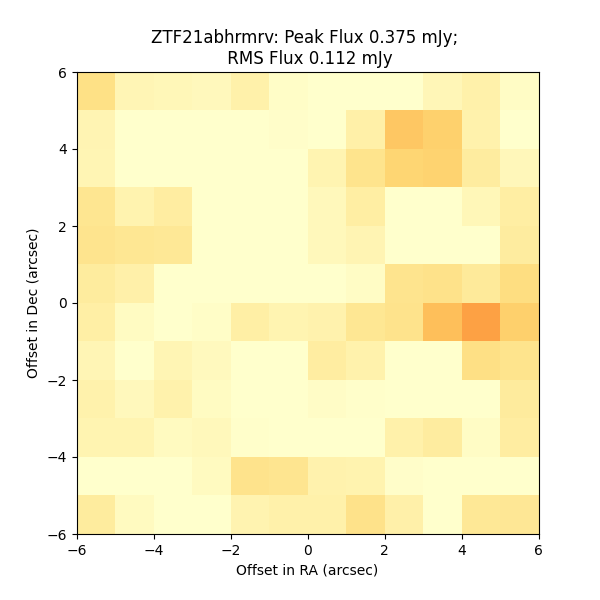 ZTF21abhrmrv: Peak Flux 0.375 mJy;
RMS Flux 0.112 mJy
6
4
2
0
−2
−4
−6
Offset in Dec (arcsec)
−6 −4 −2 0 2 4 6
Offset in RA (arcsec)